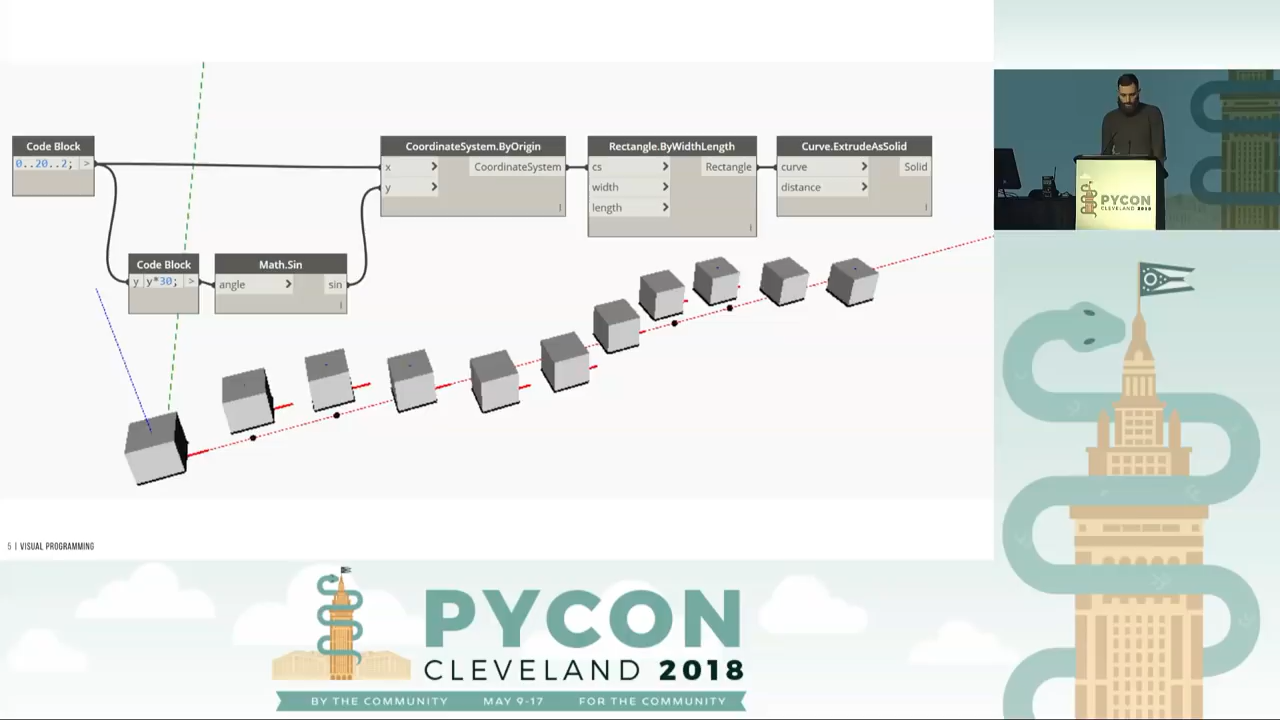 Code Block
0..20..2; >
CoordinateSystem.ByOrigin
x > CoordinateSystem
y >
Rectangle.ByWidthLength
cs > Rectangle
width >
length >
Curve.ExtrudeAsSolid
curve > Solid
distance >
Code Block
y y*30; >
Math.Sin
angle > sin
5 | VISUAL PROGRAMMING
PYCON
CLEVELAND 2018
PYCON
CLEVELAND 2018
BY THE COMMUNITY MAY 9-17 FOR THE COMMUNITY